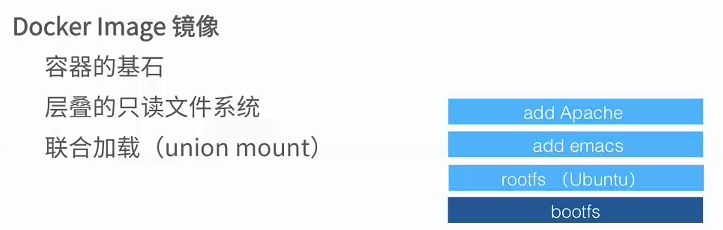 Docker Image 镜像
容器的基石
层叠的只读文件系统
联合加载（union mount）
add Apache
add emacs
rootfs （Ubuntu）
bootfs